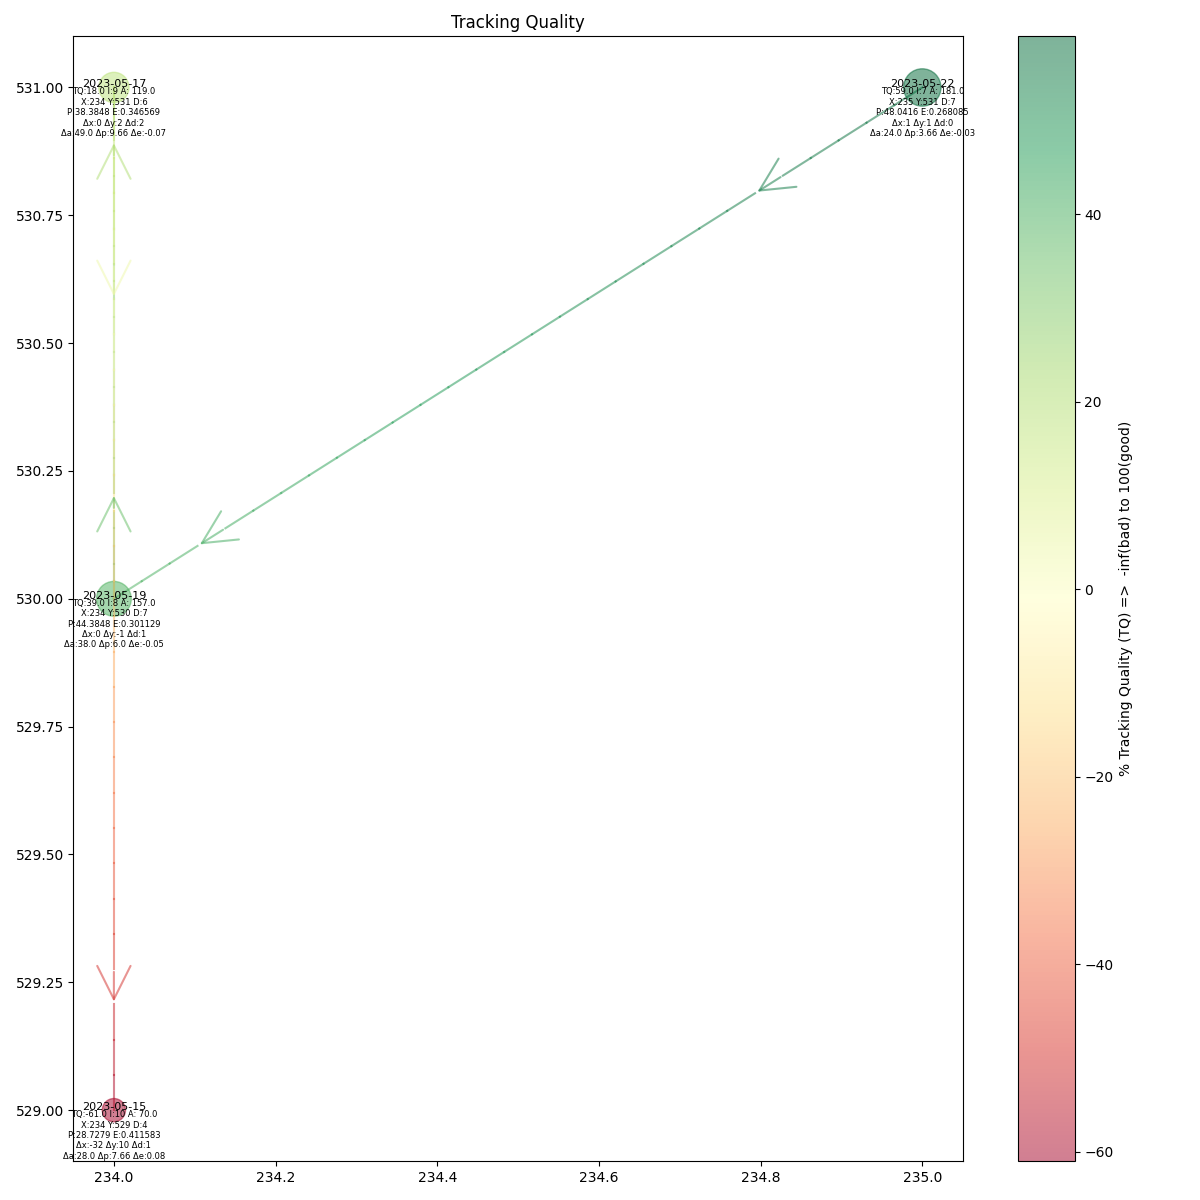 Tracking Quality
531.00
530.75
530.50
530.25
530.00
529.75
529.50
529.25
529.00
2023-05-17
TQ:18.0 I:9 A: 119.0
X:234 Y:531 D:6
P:38.3848 E:0.346569
Δx:0 Δy:2 Δd:2
Δa:49.0 Δp:9.66 Δe:-0.07
2023-05-22
TQ:59.0 I:7 A: 181.0
X:235 Y:531 D:7
P:48.0416 E:0.268085
Δx:1 Δy:1 Δd:0
Δa:24.0 Δp:3.66 Δe:-0.03
2023-05-19
TQ:39.0 I:8 A: 157.0
X:234 Y:530 D:7
P:44.3848 E:0.301129
Δx:0 Δy:-1 Δd:1
Δa:38.0 Δp:6.0 Δe:-0.05
2023-05-15
TQ:-61.0 I:10 A: 70.0
X:234 Y:529 D:4
P:28.7279 E:0.411583
Δx:-32 Δy:10 Δd:1
Δa:28.0 Δp:7.66 Δe:0.08
234.0
234.2
234.4
234.6
234.8
235.0
40
20
0
−20
−40
−60
% Tracking Quality (TQ) => -inf(bad) to 100(good)